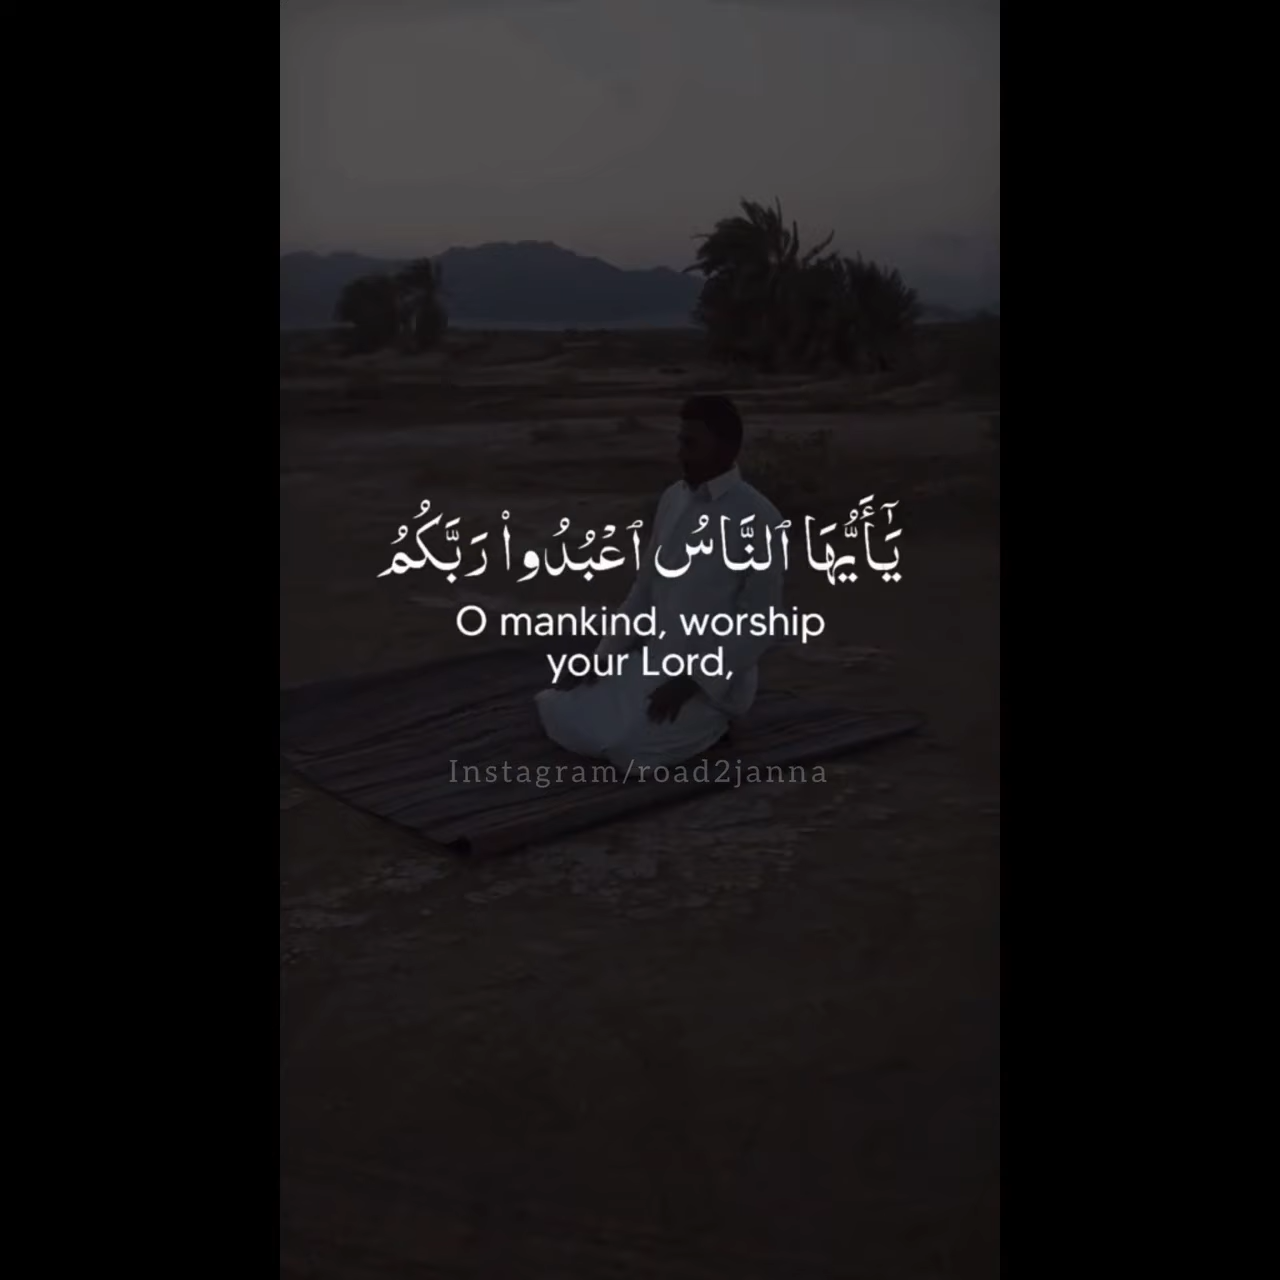 يَٰٓأَيُّهَا ٱلنَّاسُ ٱعْبُدُوا۟ رَبَّكُمُ
O mankind, worship
your Lord,
Instagram/road2janna